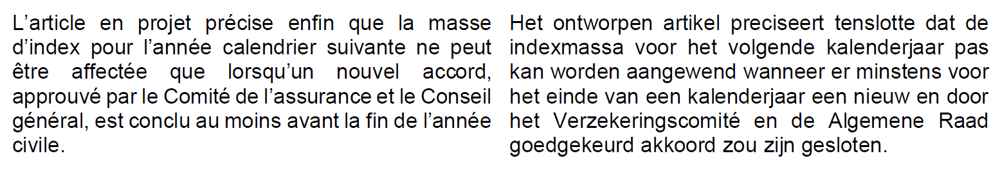 L’article en projet précise enfin que la masse
d’index pour l’année calendrier suivante ne peut
être affectée que lorsqu’un nouvel accord,
approuvé par le Comité de l’assurance et le Conseil
général, est conclu au moins avant la fin de l’année
civile.
Het ontworpen artikel preciseert tenslotte dat de
indexmassa voor het volgende kalenderjaar pas
kan worden aangewend wanneer er minstens voor
het einde van een kalenderjaar een nieuw en door
het Verzekeringscomité en de Algemene Raad
goedgekeurd akkoord zou zijn gesloten.